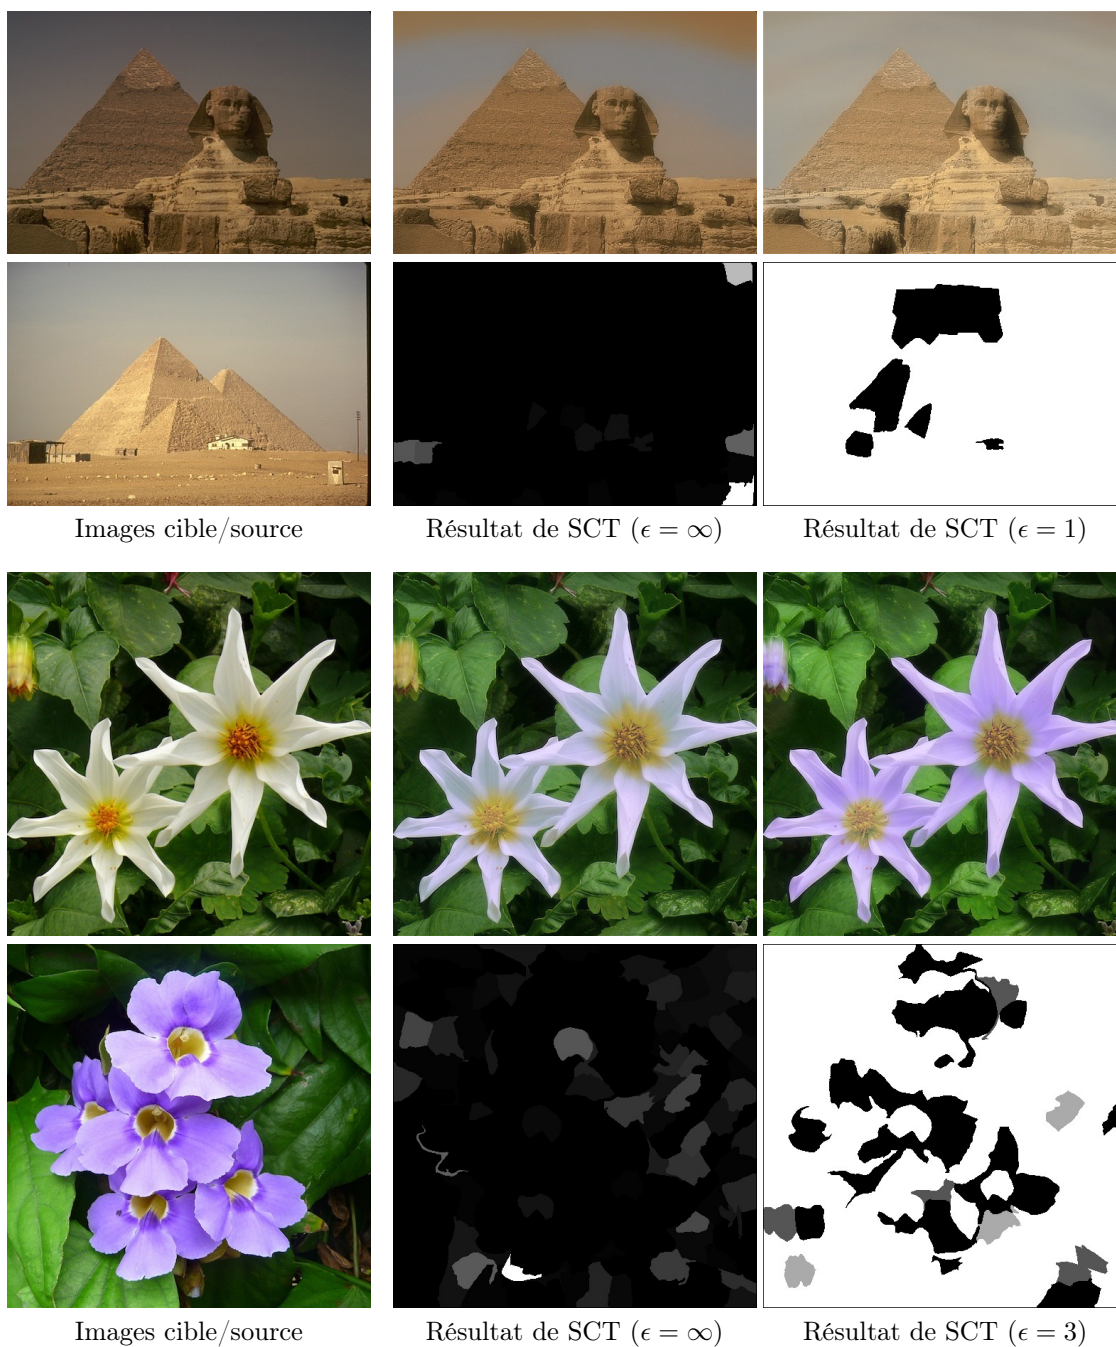 Images cible/source
Résultat de SCT (ϵ = ∞)
Résultat de SCT (ϵ = 1)
Images cible/source
Résultat de SCT (ϵ = ∞)
Résultat de SCT (ϵ = 3)